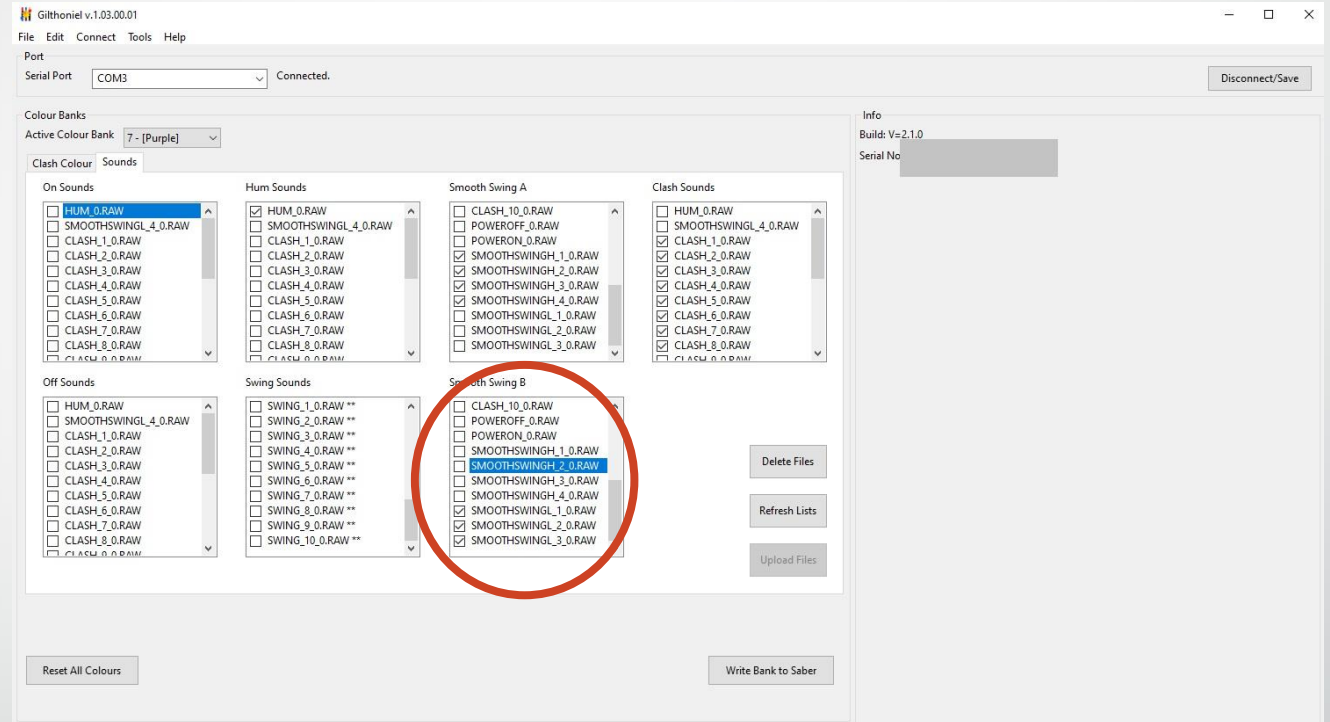 Gilthoniel v.1.03.00.01
File Edit Connect Tools Help
Port
Serial Port COM3 Connected.
Disconnect/Save
Colour Banks
Active Colour Bank 7 - [Purple]
Clash Colour Sounds
On Sounds
HUM_0.RAW
SMOOTHSWINGL_4_0.RAW
CLASH_1_0.RAW
CLASH_2_0.RAW
CLASH_3_0.RAW
CLASH_4_0.RAW
CLASH_5_0.RAW
CLASH_6_0.RAW
CLASH_7_0.RAW
CLASH_8_0.RAW
CLASH_9_0.RAW
Hum Sounds
HUM_0.RAW
SMOOTHSWINGL_4_0.RAW
CLASH_1_0.RAW
CLASH_2_0.RAW
CLASH_3_0.RAW
CLASH_4_0.RAW
CLASH_5_0.RAW
CLASH_6_0.RAW
CLASH_7_0.RAW
CLASH_8_0.RAW
CLASH_9_0.RAW
Smooth Swing A
CLASH_10_0.RAW
POWEROFF_0.RAW
POWERON_0.RAW
SMOOTHSWINGH_1_0.RAW
SMOOTHSWINGH_2_0.RAW
SMOOTHSWINGH_3_0.RAW
SMOOTHSWINGH_4_0.RAW
SMOOTHSWINGL_1_0.RAW
SMOOTHSWINGL_2_0.RAW
SMOOTHSWINGL_3_0.RAW
Clash Sounds
HUM_0.RAW
SMOOTHSWINGL_4_0.RAW
CLASH_1_0.RAW
CLASH_2_0.RAW
CLASH_3_0.RAW
CLASH_4_0.RAW
CLASH_5_0.RAW
CLASH_6_0.RAW
CLASH_7_0.RAW
CLASH_8_0.RAW
CLASH_9_0.RAW
Off Sounds
HUM_0.RAW
SMOOTHSWINGL_4_0.RAW
CLASH_1_0.RAW
CLASH_2_0.RAW
CLASH_3_0.RAW
CLASH_4_0.RAW
CLASH_5_0.RAW
CLASH_6_0.RAW
CLASH_7_0.RAW
CLASH_8_0.RAW
CLASH_9_0.RAW
Swing Sounds
SWING_1_0.RAW **
SWING_2_0.RAW **
SWING_3_0.RAW **
SWING_4_0.RAW **
SWING_5_0.RAW **
SWING_6_0.RAW **
SWING_7_0.RAW **
SWING_8_0.RAW **
SWING_9_0.RAW **
SWING_10_0.RAW **
Smooth Swing B
CLASH_10_0.RAW
POWEROFF_0.RAW
POWERON_0.RAW
SMOOTHSWINGH_1_0.RAW
SMOOTHSWINGH_2_0.RAW
SMOOTHSWINGH_3_0.RAW
SMOOTHSWINGH_4_0.RAW
SMOOTHSWINGL_1_0.RAW
SMOOTHSWINGL_2_0.RAW
SMOOTHSWINGL_3_0.RAW
Delete Files
Refresh Lists
Upload Files
Reset All Colours
Write Bank to Saber
Info
Build: V=2.1.0
Serial No